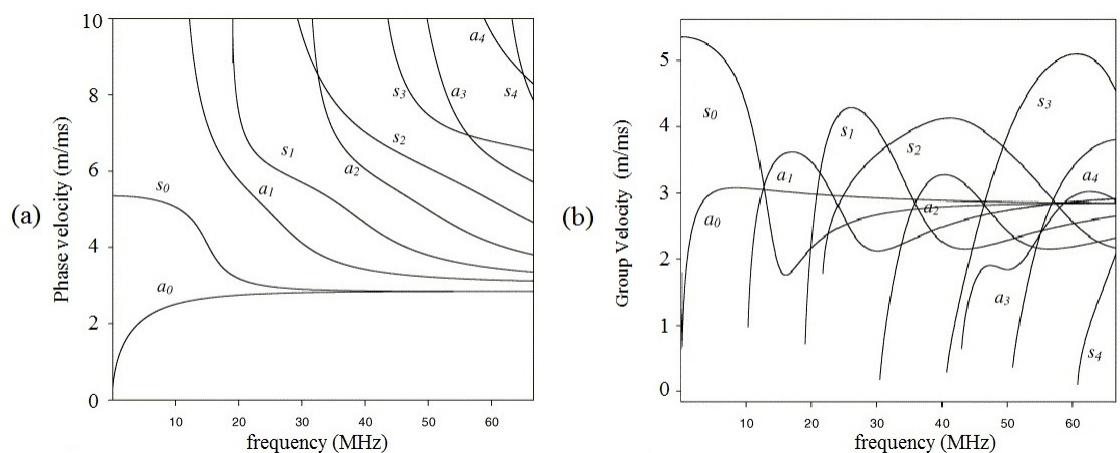 (a)
Phase velocity (m/ms)
10
8
6
4
2
0
s0
a0
a1
s1
a2
s2
s3
a3
a4
s4
10 20 30 40 50 60
frequency (MHz)
(b)
Group Velocity (m/ms)
5
4
3
2
1
0
s0
a0
a1
s1
s2
a2
s3
a3
a4
s4
10 20 30 40 50 60
frequency (MHz)